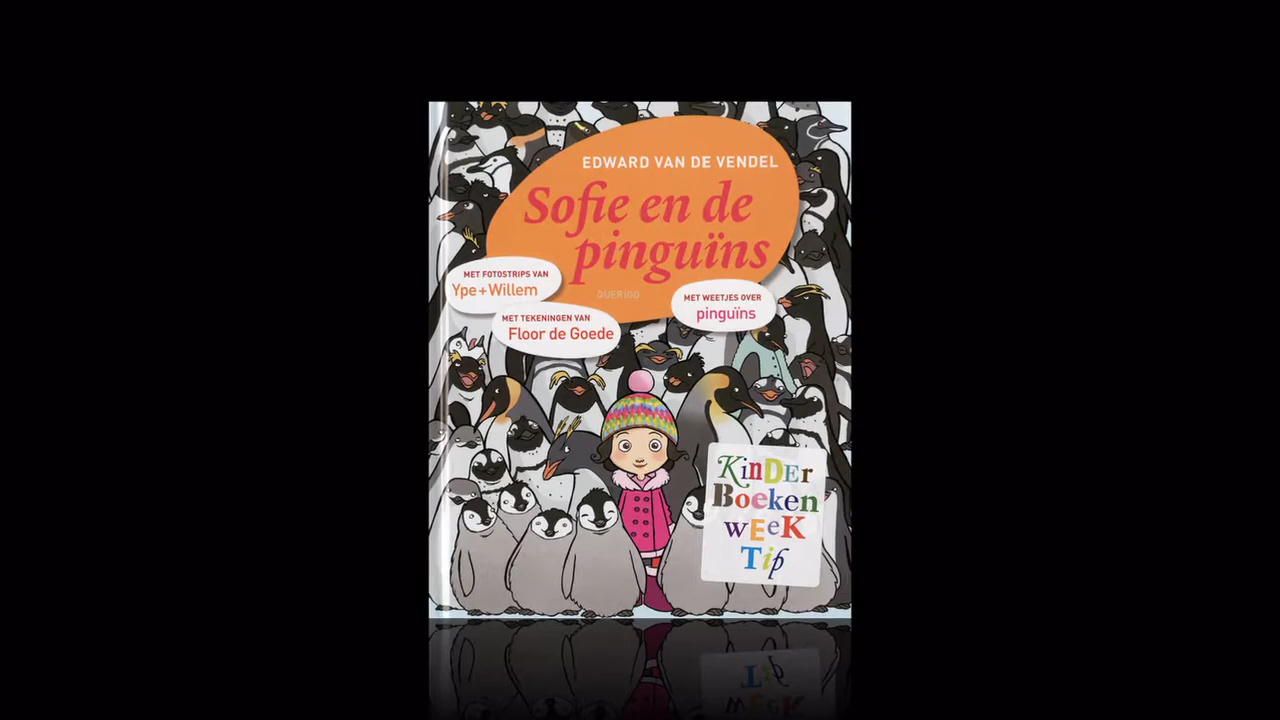 EDWARD VAN DE VENDEL
Sofie en de
pinguïns
MET FOTOSTRIPS VAN
Ype + Willem
QUERIDO
MET WEETJES OVER
pinguïns
MET TEKENINGEN VAN
Floor de Goede
KinDEr
Boeken
wEeK
Tip